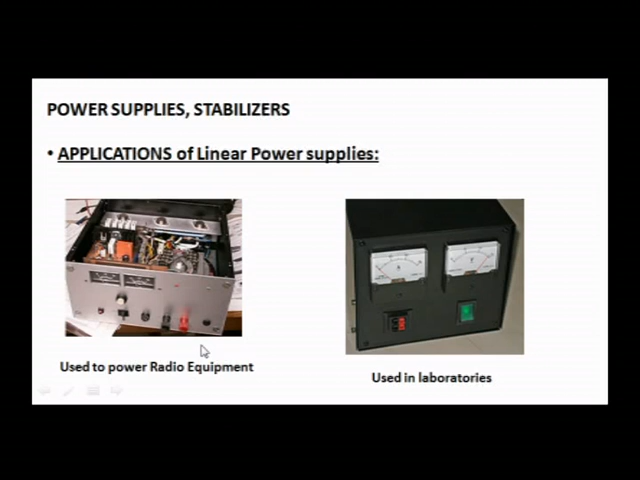 POWER SUPPLIES, STABILIZERS
• APPLICATIONS of Linear Power supplies:
Used to power Radio Equipment
Used in laboratories